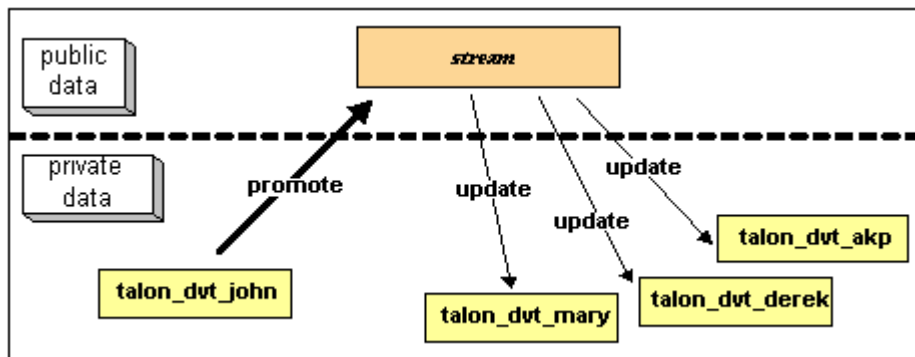 public
data
stream
private
data
promote
update
update
update
talon_dvt_akp
talon_dvt_john
talon_dvt_mary
talon_dvt_derek